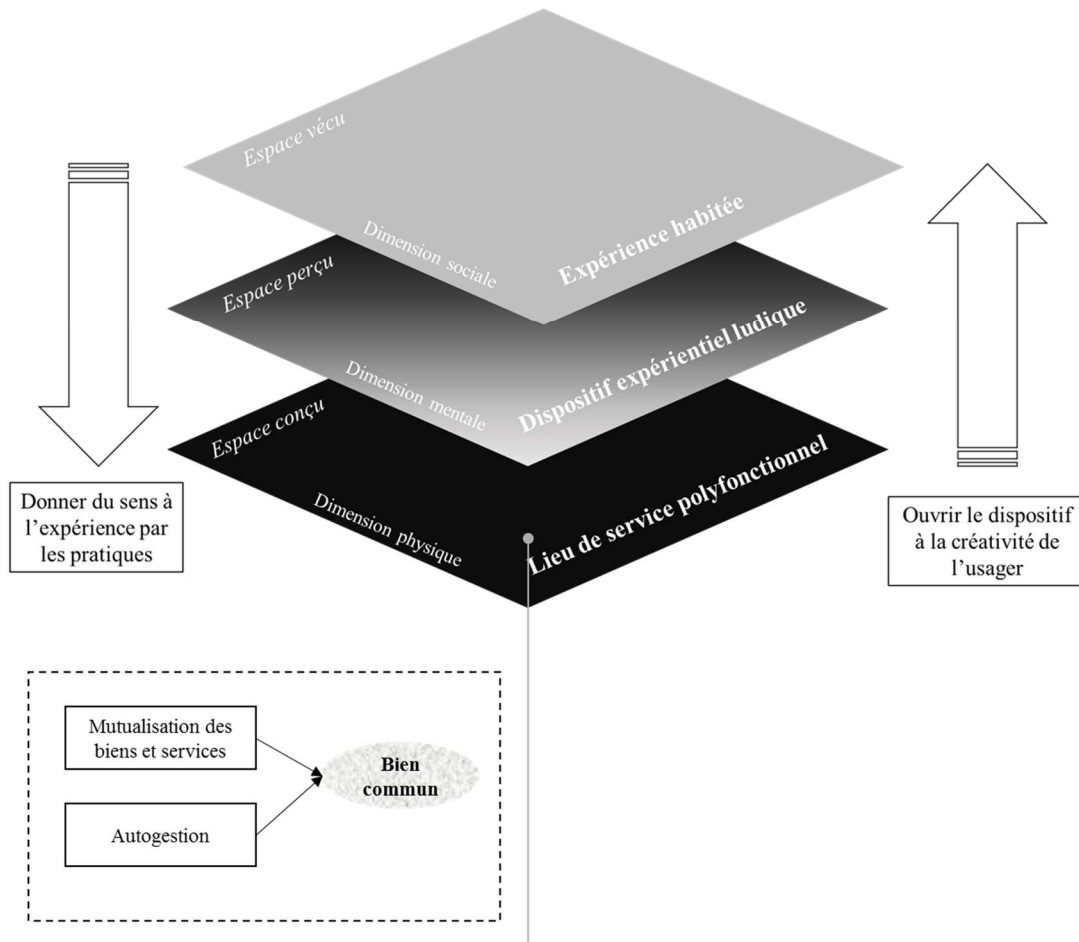 Espace vécu
Dimension sociale
Expérience habitée
Espace perçu
Dimension mentale
Dispositif expérientiel ludique
Espace conçu
Dimension physique
Lieu de service polyfonctionnel
Donner du sens à
l’expérience par
les pratiques
Ouvrir le dispositif
à la créativité de
l’usager
Mutualisation des
biens et services
Autogestion
Bien
commun